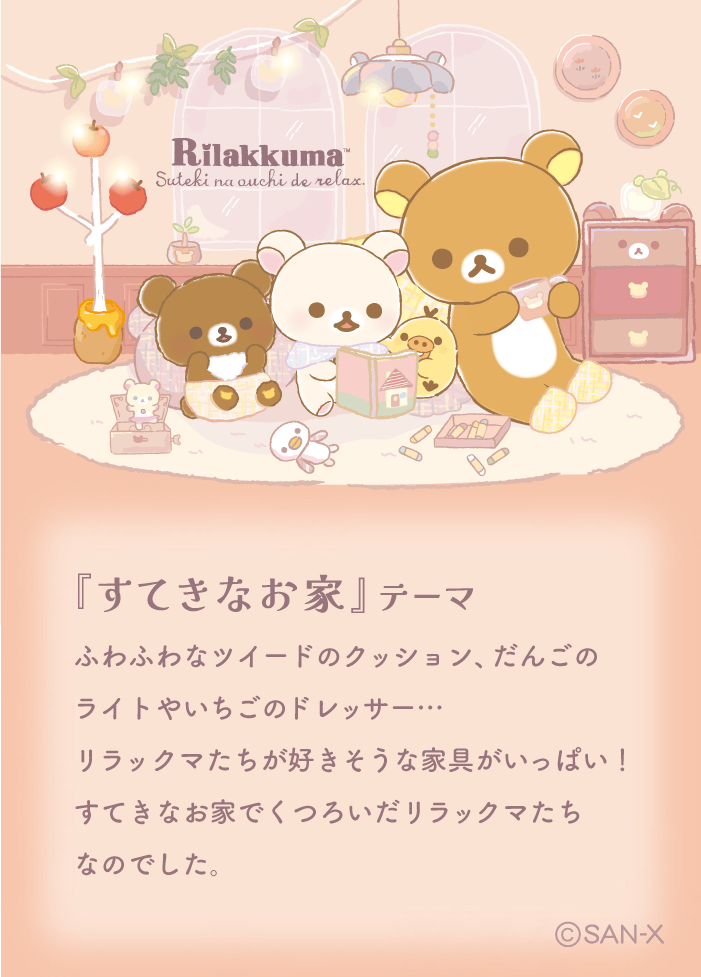 Rilakkuma™
Suteki na ouchi de relax.
『すてきなお家』テーマ
ふわふわなツイードのクッション、だんごの
ライトやいちごのドレッサー…
リラックマたちが好きそうな家具がいっぱい！
すてきなお家でくつろいだリラックマたち
なのでした。
©SAN-X